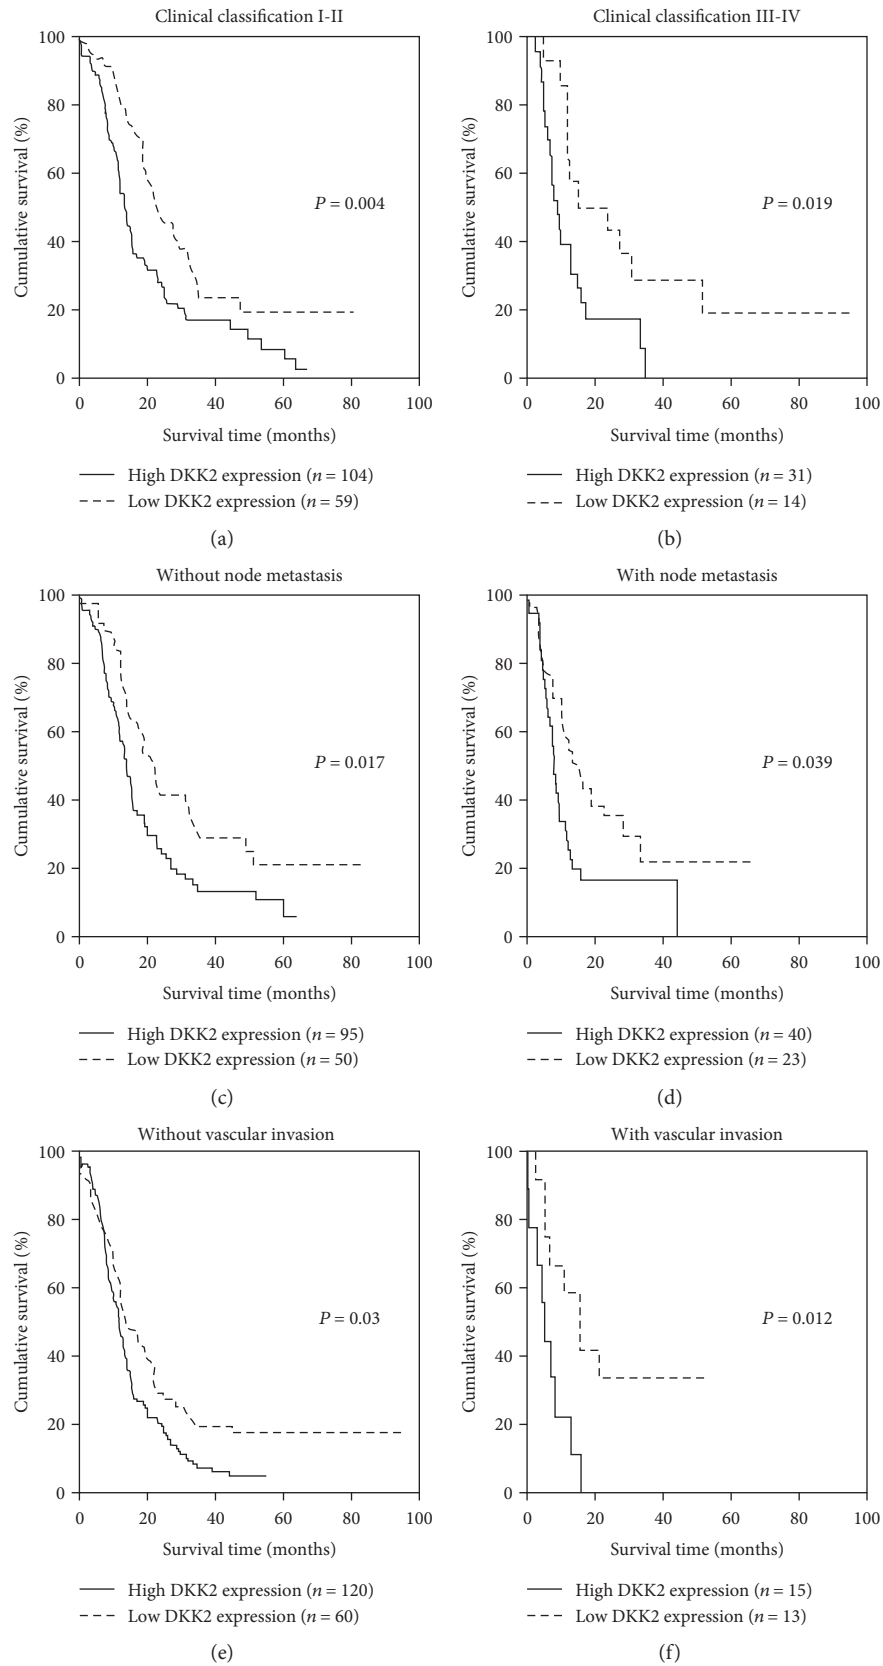 Clinical classification I-II
Cumulative survival (%)
100
80
60
40
20
0
P = 0.004
0 20 40 60 80 100
Survival time (months)
High DKK2 expression (n = 104)
Low DKK2 expression (n = 59)
(a)
Clinical classification III-IV
Cumulative survival (%)
100
80
60
40
20
0
P = 0.019
0 20 40 60 80 100
Survival time (months)
High DKK2 expression (n = 31)
Low DKK2 expression (n = 14)
(b)
Without node metastasis
Cumulative survival (%)
100
80
60
40
20
0
P = 0.017
0 20 40 60 80 100
Survival time (months)
High DKK2 expression (n = 95)
Low DKK2 expression (n = 50)
(c)
With node metastasis
Cumulative survival (%)
100
80
60
40
20
0
P = 0.039
0 20 40 60 80 100
Survival time (months)
High DKK2 expression (n = 40)
Low DKK2 expression (n = 23)
(d)
Without vascular invasion
Cumulative survival (%)
100
80
60
40
20
0
P = 0.03
0 20 40 60 80 100
Survival time (months)
High DKK2 expression (n = 120)
Low DKK2 expression (n = 60)
(e)
With vascular invasion
Cumulative survival (%)
100
80
60
40
20
0
P = 0.012
0 20 40 60 80 100
Survival time (months)
High DKK2 expression (n = 15)
Low DKK2 expression (n = 13)
(f)